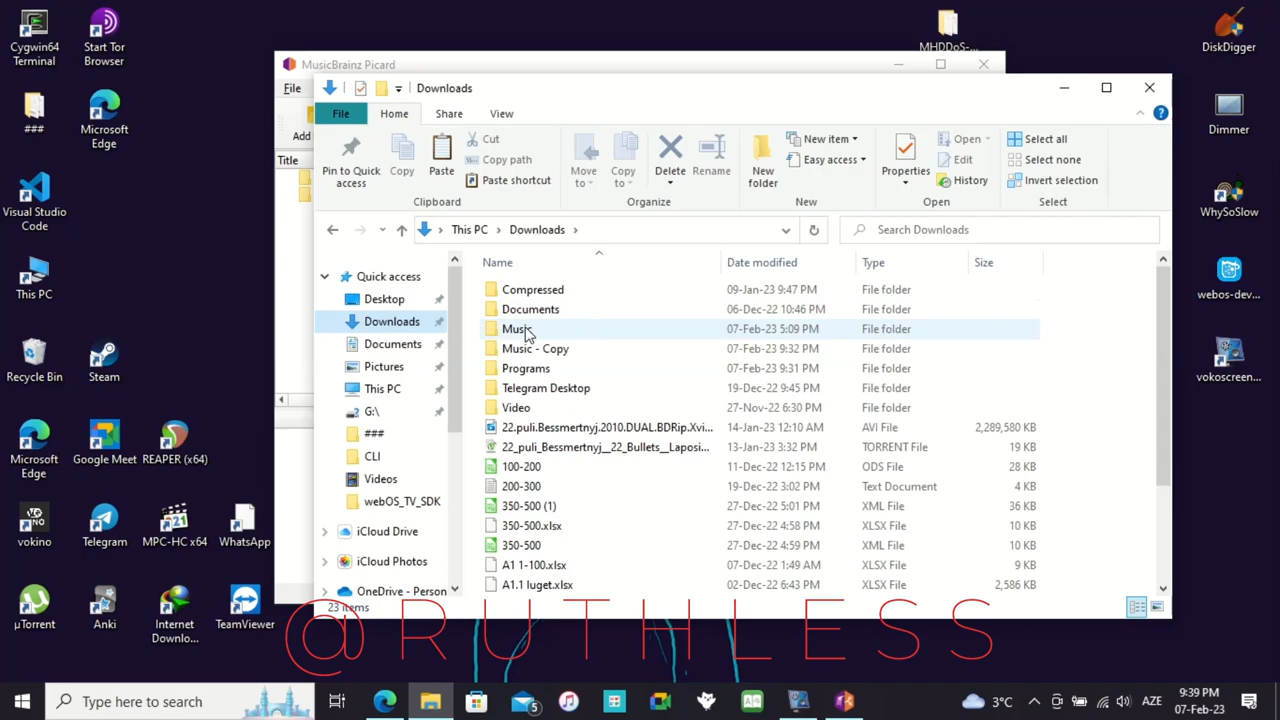 Cygwin64 Terminal
Start Tor Browser
###
Microsoft Edge
Visual Studio Code
This PC
Recycle Bin
Steam
Microsoft Edge
Google Meet
REAPER (x64)
vokino
Telegram
MPC-HC x64
WhatsApp
µTorrent
Anki
Internet Downlo...
TeamViewer
MHDDoS-...
DiskDigger
Dimmer
WhySoSlow
webos-dev...
vokoscreen...
MusicBrainz Picard
File
Add
Title
Downloads
File Home Share View
Pin to Quick access
Copy
Paste
Cut
Copy path
Paste shortcut
Clipboard
Move to
Copy to
Delete
Rename
Organize
New folder
New item
Easy access
New
Properties
Open
Edit
History
Open
Select all
Select none
Invert selection
Select
This PC > Downloads >
Search Downloads
Quick access
Desktop
Downloads
Documents
Pictures
This PC
G:\
###
CLI
Videos
webOS_TV_SDK
iCloud Drive
iCloud Photos
OneDrive - Person
Name Date modified Type Size
Compressed 09-Jan-23 9:47 PM File folder
Documents 06-Dec-22 10:46 PM File folder
Music 07-Feb-23 5:09 PM File folder
Music - Copy 07-Feb-23 9:32 PM File folder
Programs 07-Feb-23 9:31 PM File folder
Telegram Desktop 19-Dec-22 9:45 PM File folder
Video 27-Nov-22 6:30 PM File folder
22.puli.Bessmertnyj.2010.DUAL.BDRip.Xvi... 14-Jan-23 12:10 AM AVI File 2,289,580 KB
22_puli_Bessmertnyj__22_Bullets__Laposi... 13-Jan-23 3:32 PM TORRENT File 19 KB
100-200 11-Dec-22 12:15 PM ODS File 28 KB
200-300 19-Dec-22 3:02 PM Text Document 4 KB
350-500 (1) 27-Dec-22 5:01 PM XML File 36 KB
350-500.xlsx 27-Dec-22 4:58 PM XLSX File 10 KB
350-500 27-Dec-22 4:59 PM XML File 10 KB
A1 1-100.xlsx 07-Dec-22 1:49 AM XLSX File 9 KB
A1.1 luget.xlsx 02-Dec-22 6:43 PM XLSX File 2,586 KB
23 items
@RUTHLESS
Type here to search
5
3°C
AZE
9:39 PM
07-Feb-23